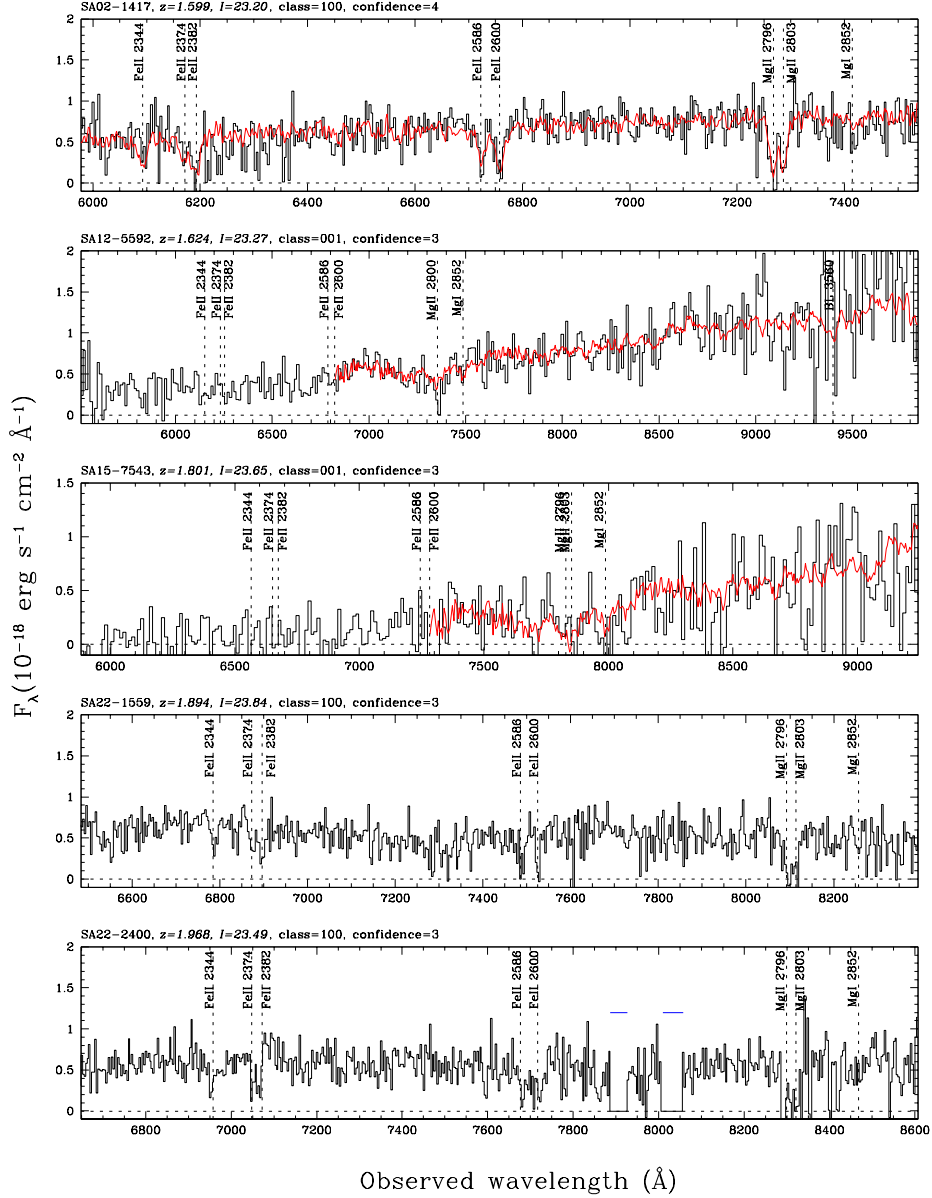 SA02-1417, z=1.599, I=23.20, class=100, confidence=4
FeII 2344
FeII 2374
FeII 2382
FeII 2586
FeII 2600
MgII 2796
MgII 2803
MgI 2852
2
1.5
1
0.5
0
6000 6200 6400 6600 6800 7000 7200 7400
SA12-5592, z=1.624, I=23.27, class=001, confidence=3
FeII 2344
FeII 2374
FeII 2382
FeII 2586
FeII 2600
MgII 2800
MgI 2852
BL 3560
2
1.5
1
0.5
0
6000 6500 7000 7500 8000 8500 9000 9500
SA15-7543, z=1.801, I=23.65, class=001, confidence=3
FeII 2344
FeII 2374
FeII 2382
FeII 2586
FeII 2600
MgII 2796
MgII 2803
MgI 2852
1.5
1
0.5
0
6000 6500 7000 7500 8000 8500 9000
SA22-1559, z=1.894, I=23.84, class=100, confidence=3
FeII 2344
FeII 2374
FeII 2382
FeII 2586
FeII 2600
MgII 2796
MgII 2803
MgI 2852
2
1.5
1
0.5
0
6600 6800 7000 7200 7400 7600 7800 8000 8200
SA22-2400, z=1.968, I=23.49, class=100, confidence=3
FeII 2344
FeII 2374
FeII 2382
FeII 2586
FeII 2600
MgII 2796
MgII 2803
MgI 2852
2
1.5
1
0.5
0
6800 7000 7200 7400 7600 7800 8000 8200 8400 8600
F_λ(10⁻¹⁸ erg s⁻¹ cm⁻² Å⁻¹)
Observed wavelength (Å)